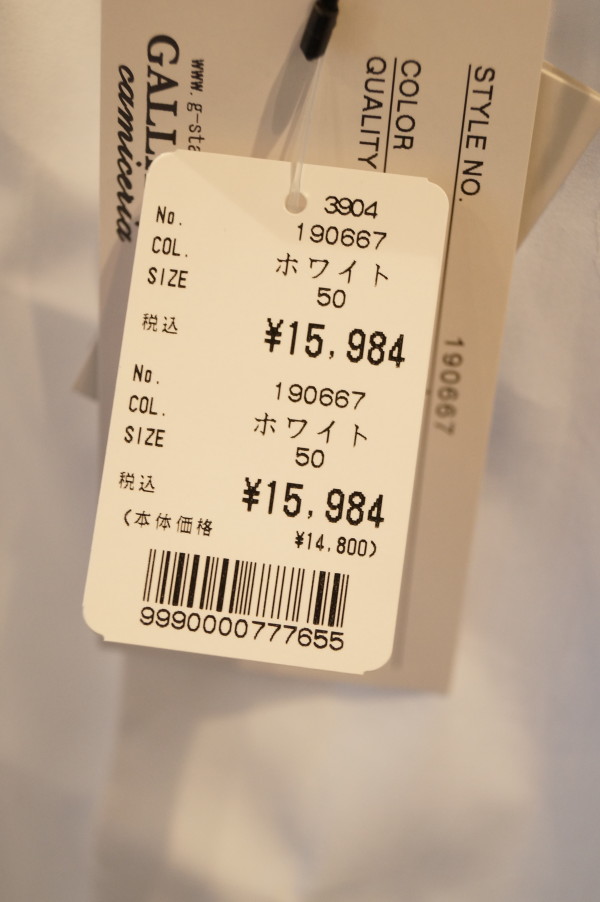 3904
No. 190667
COL. ホワイト
SIZE 50
税込 ¥15,984
No. 190667
COL. ホワイト
SIZE 50
税込 ¥15,984
(本体価格 ¥14,800)
9990000777655
STYLE NO.
190667
COLOR
QUALITY
www.g-sta
GALL
camiceria